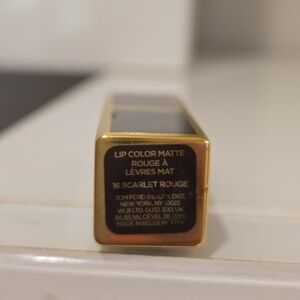 LIP COLOR MATTE
ROUGE À
LÈVRES MAT
16 SCARLET ROUGE
TOM FORD BEAUTY, DIST.
NEW YORK, NY 10022
MADE IN BELGIUM